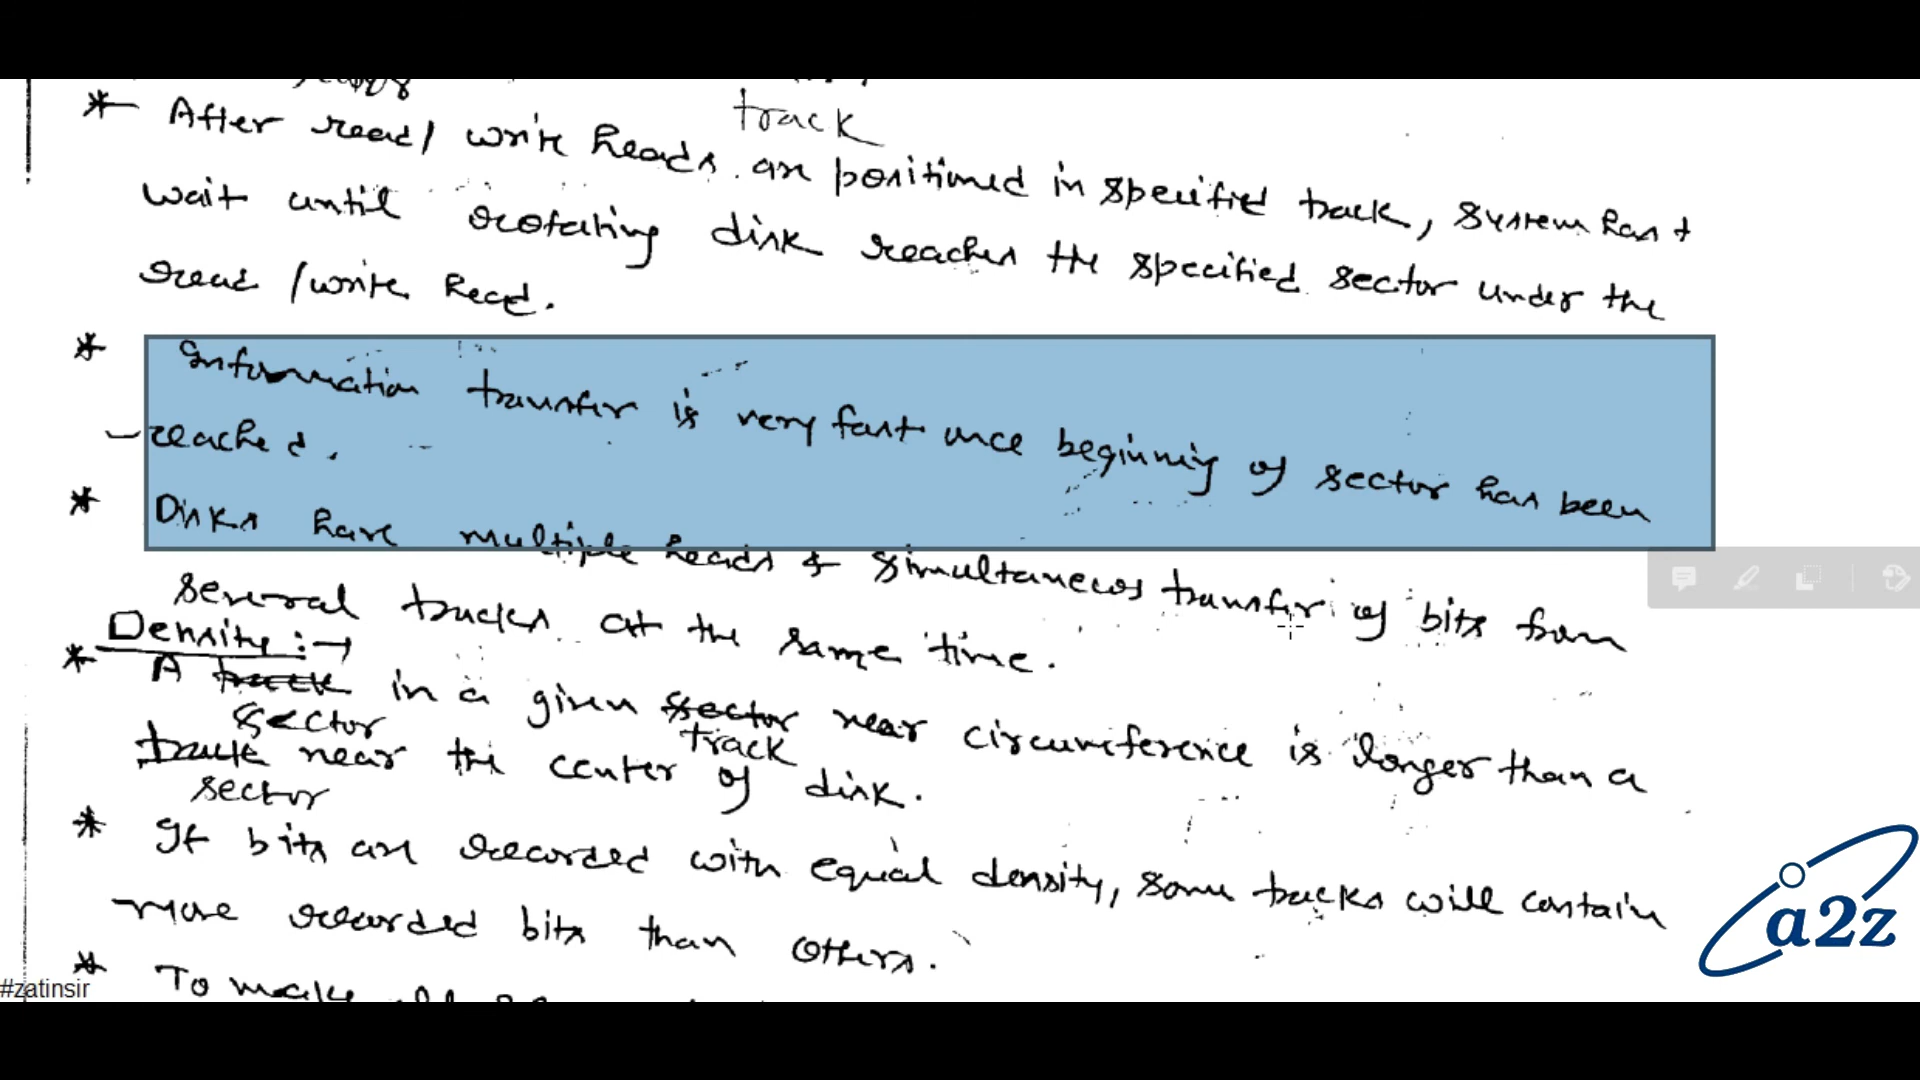 track
* After read/ write heads are positioned in specified track, system has t
wait until rotating disk reaches the specified sector under the
read /write head.
* Information transfer is very fast once beginning of sector has been
reached.
* Disks have multiple heads & simultaneous transfer of bits from
several tracks at the same time.
Density :→
* A track in a given sector near circumference is longer than a
sector track
track near the center of disk.
sector
* If bits are recorded with equal density, some tracks will contain
more recorded bits than others.
* To make all
a2z
#zatinsir